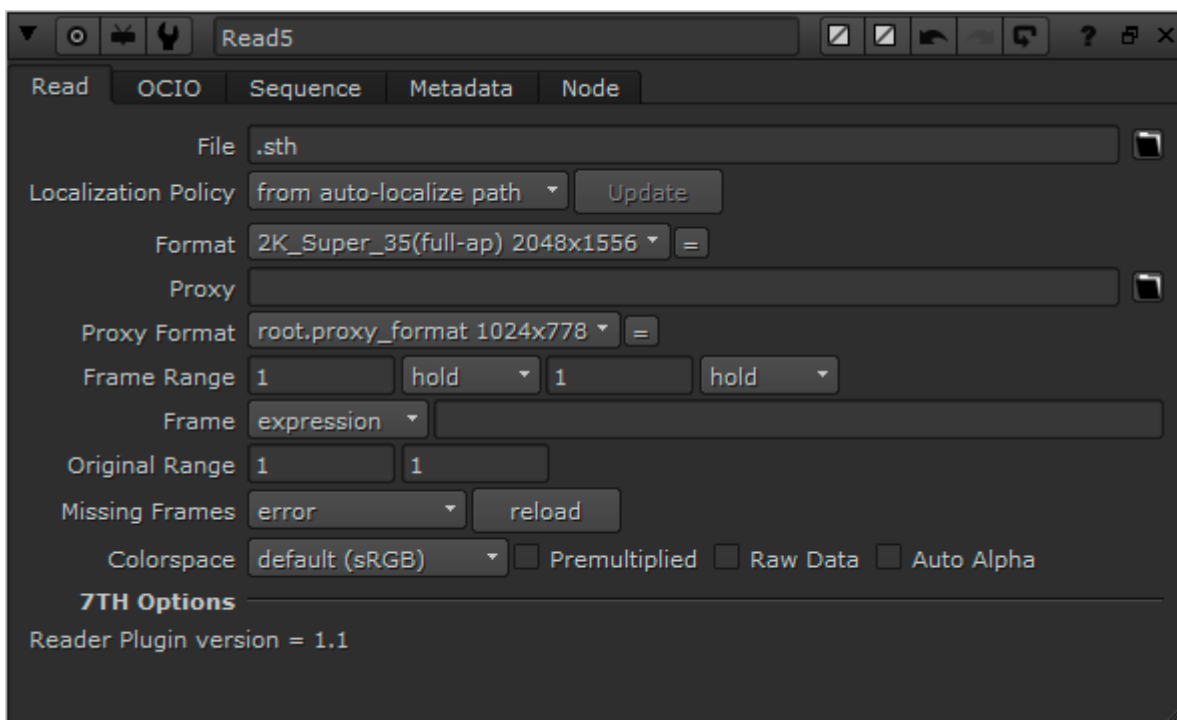 Read5 ?
Read OCIO Sequence Metadata Node
File .sth
Localization Policy from auto-localize path Update
Format 2K_Super_35(full-ap) 2048x1556 =
Proxy
Proxy Format root.proxy_format 1024x778 =
Frame Range 1 hold 1 hold
Frame expression
Original Range 1 1
Missing Frames error reload
Colorspace default (sRGB) Premultiplied Raw Data Auto Alpha
7TH Options
Reader Plugin version = 1.1